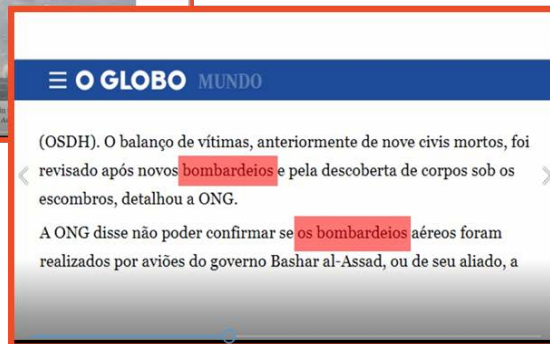 O GLOBO MUNDO
(OSDH). O balanço de vítimas, anteriormente de nove civis mortos, foi
revisado após novos bombardeios e pela descoberta de corpos sob os
escombros, detalhou a ONG.
A ONG disse não poder confirmar se os bombardeios aéreos foram
realizados por aviões do governo Bashar al-Assad, ou de seu aliado, a